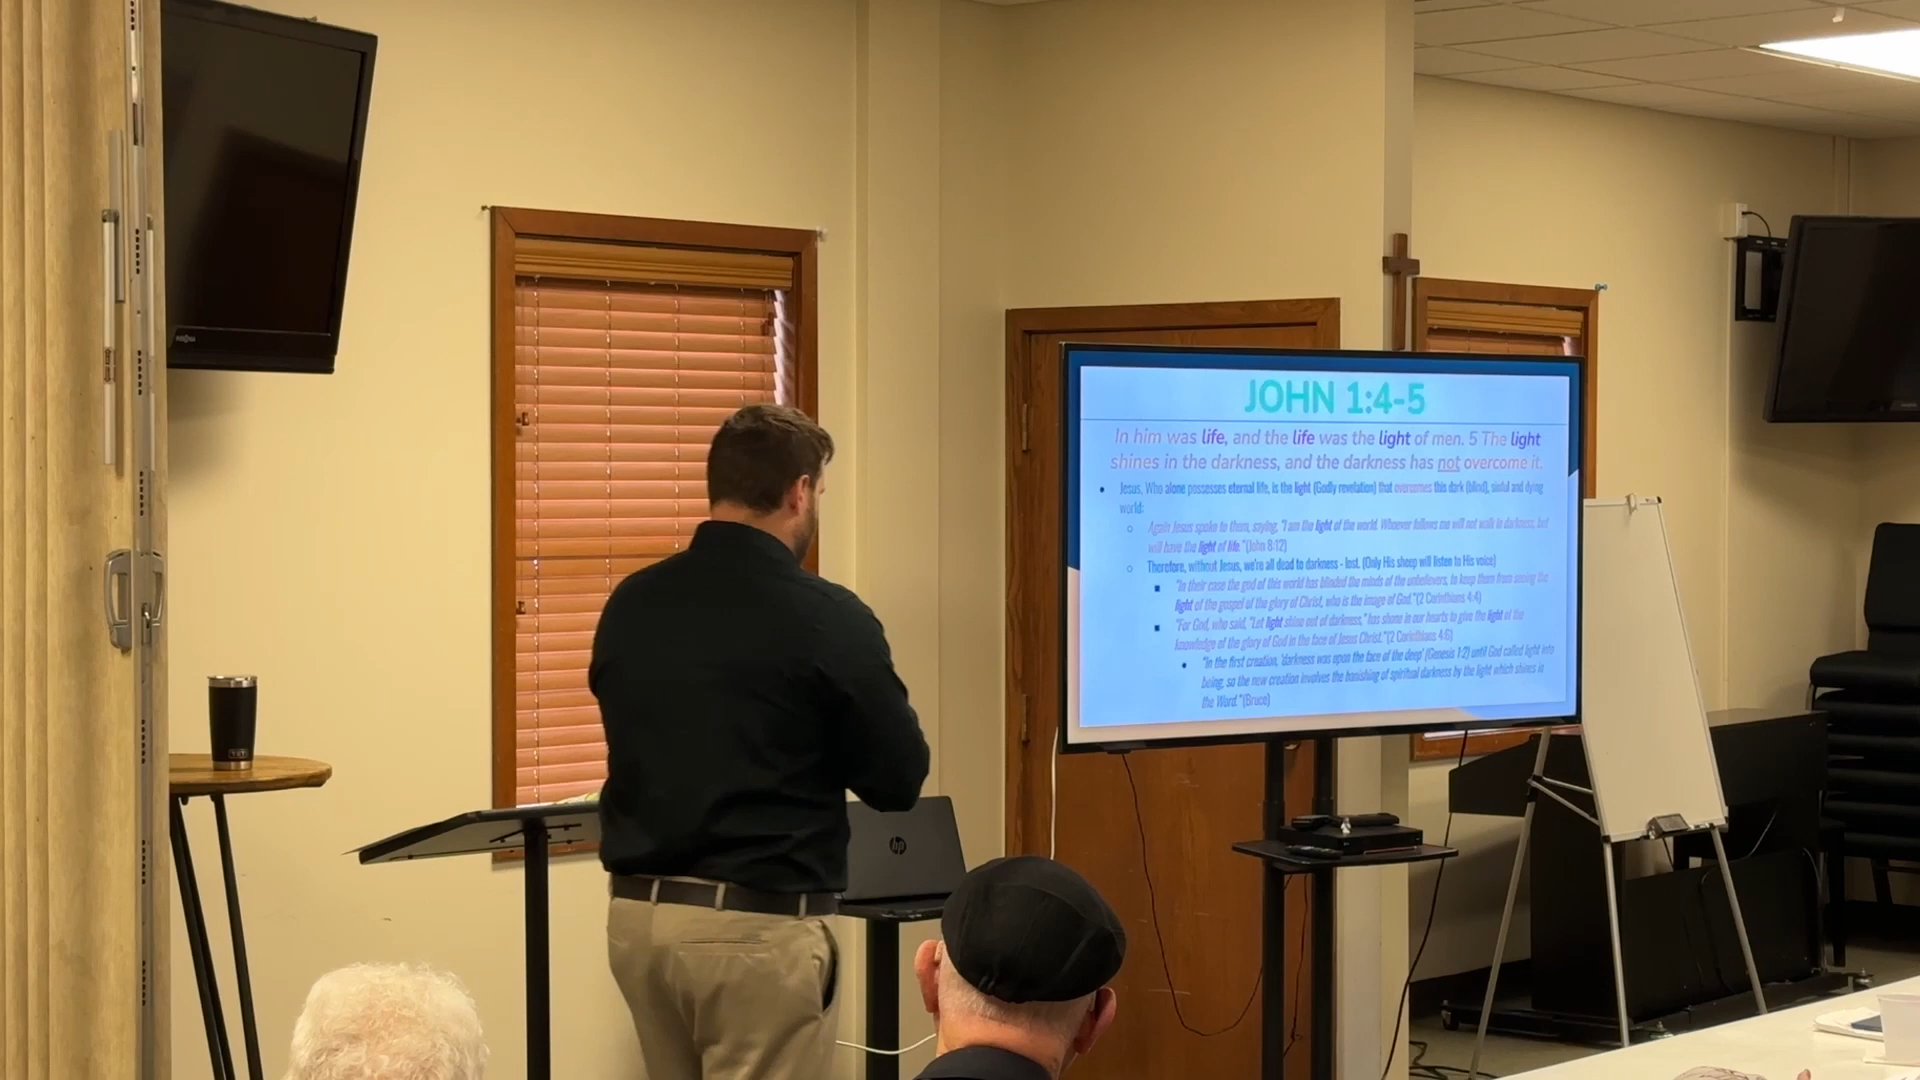 JOHN 1:4-5
In him was life, and the life was the light of men. 5 The light
shines in the darkness, and the darkness has not overcome it.
Jesus, Who alone possesses eternal life, is the light (Godly revelation) that overcomes this dark (blind), sinful and dying
world:
Again Jesus spoke to them, saying, "I am the light of the world. Whoever follows me will not walk in darkness, but
will have the light of life." (John 8:12)
Therefore, without Jesus, we're all dead to darkness - lost. (Only His sheep will listen to His voice)
"In their case the god of this world has blinded the minds of the unbelievers, to keep them from seeing the
light of the gospel of the glory of Christ, who is the image of God." (2 Corinthians 4:4)
"For God, who said, "Let light shine out of darkness," has shone in our hearts to give the light of the
knowledge of the glory of God in the face of Jesus Christ." (2 Corinthians 4:6)
"In the first creation, 'darkness was upon the face of the deep' (Genesis 1:2) until God called light into
being, so the new creation involves the banishing of spiritual darkness by the light which shines in
the Word." (Bruce)
YETI
hp